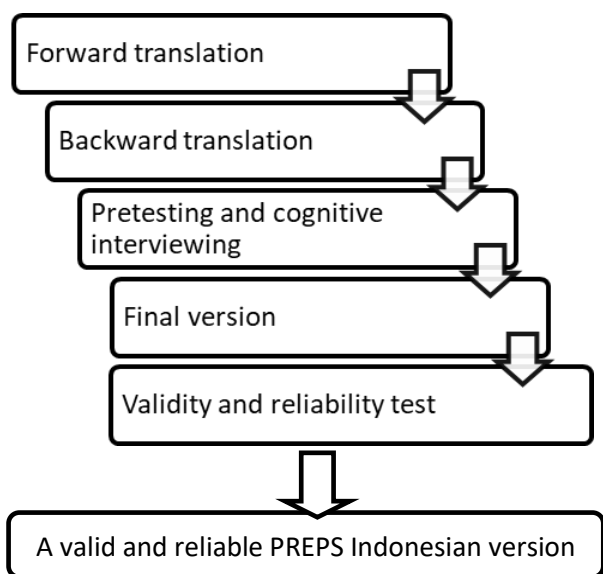 Forward translation
Backward translation
Pretesting and cognitive
interviewing
Final version
Validity and reliability test
A valid and reliable PREPS Indonesian version